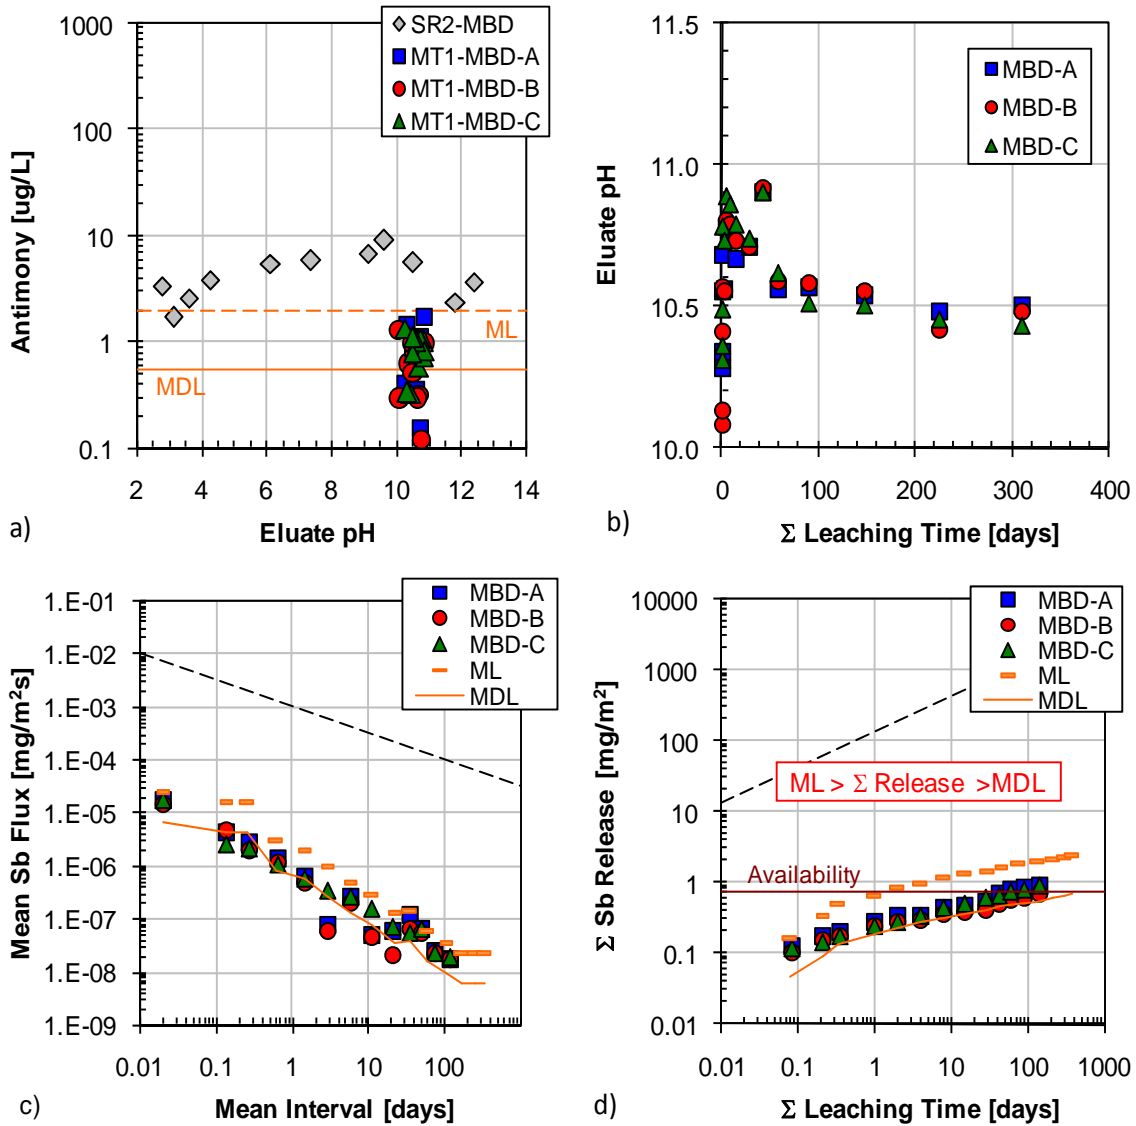 1000
100
10
1
0.1
Antimony [ug/L]
SR2-MBD
MT1-MBD-A
MT1-MBD-B
MT1-MBD-C
ML
MDL
2 4 6 8 10 12 14
Eluate pH
a)
11.5
11.0
10.5
10.0
Eluate pH
MBD-A
MBD-B
MBD-C
0 100 200 300 400
Σ Leaching Time [days]
b)
1.E-01
1.E-02
1.E-03
1.E-04
1.E-05
1.E-06
1.E-07
1.E-08
1.E-09
Mean Sb Flux [mg/m²s]
MBD-A
MBD-B
MBD-C
ML
MDL
0.01 0.1 1 10 100
Mean Interval [days]
c)
10000
1000
100
10
1
0.1
0.01
Σ Sb Release [mg/m²]
MBD-A
MBD-B
MBD-C
ML
MDL
ML > Σ Release >MDL
Availability
0.01 0.1 1 10 100 1000
Σ Leaching Time [days]
d)